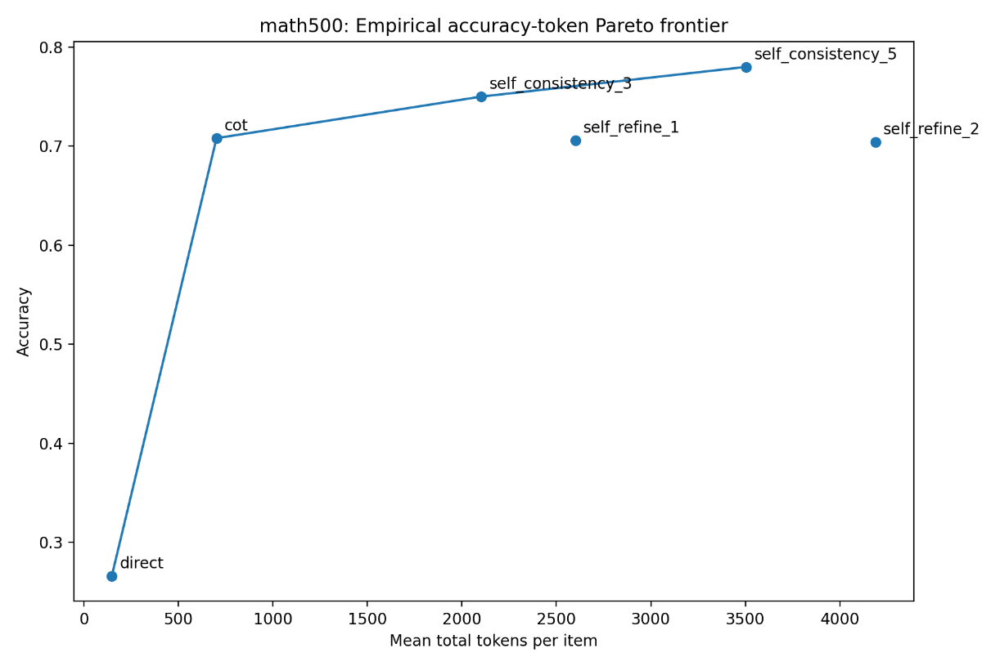 math500: Empirical accuracy-token Pareto frontier
0.8
self_consistency_5
self_consistency_3
cot
self_refine_1
self_refine_2
0.7
0.6
0.5
0.4
0.3
direct
Accuracy
0
500
1000
1500
2000
2500
3000
3500
4000
Mean total tokens per item